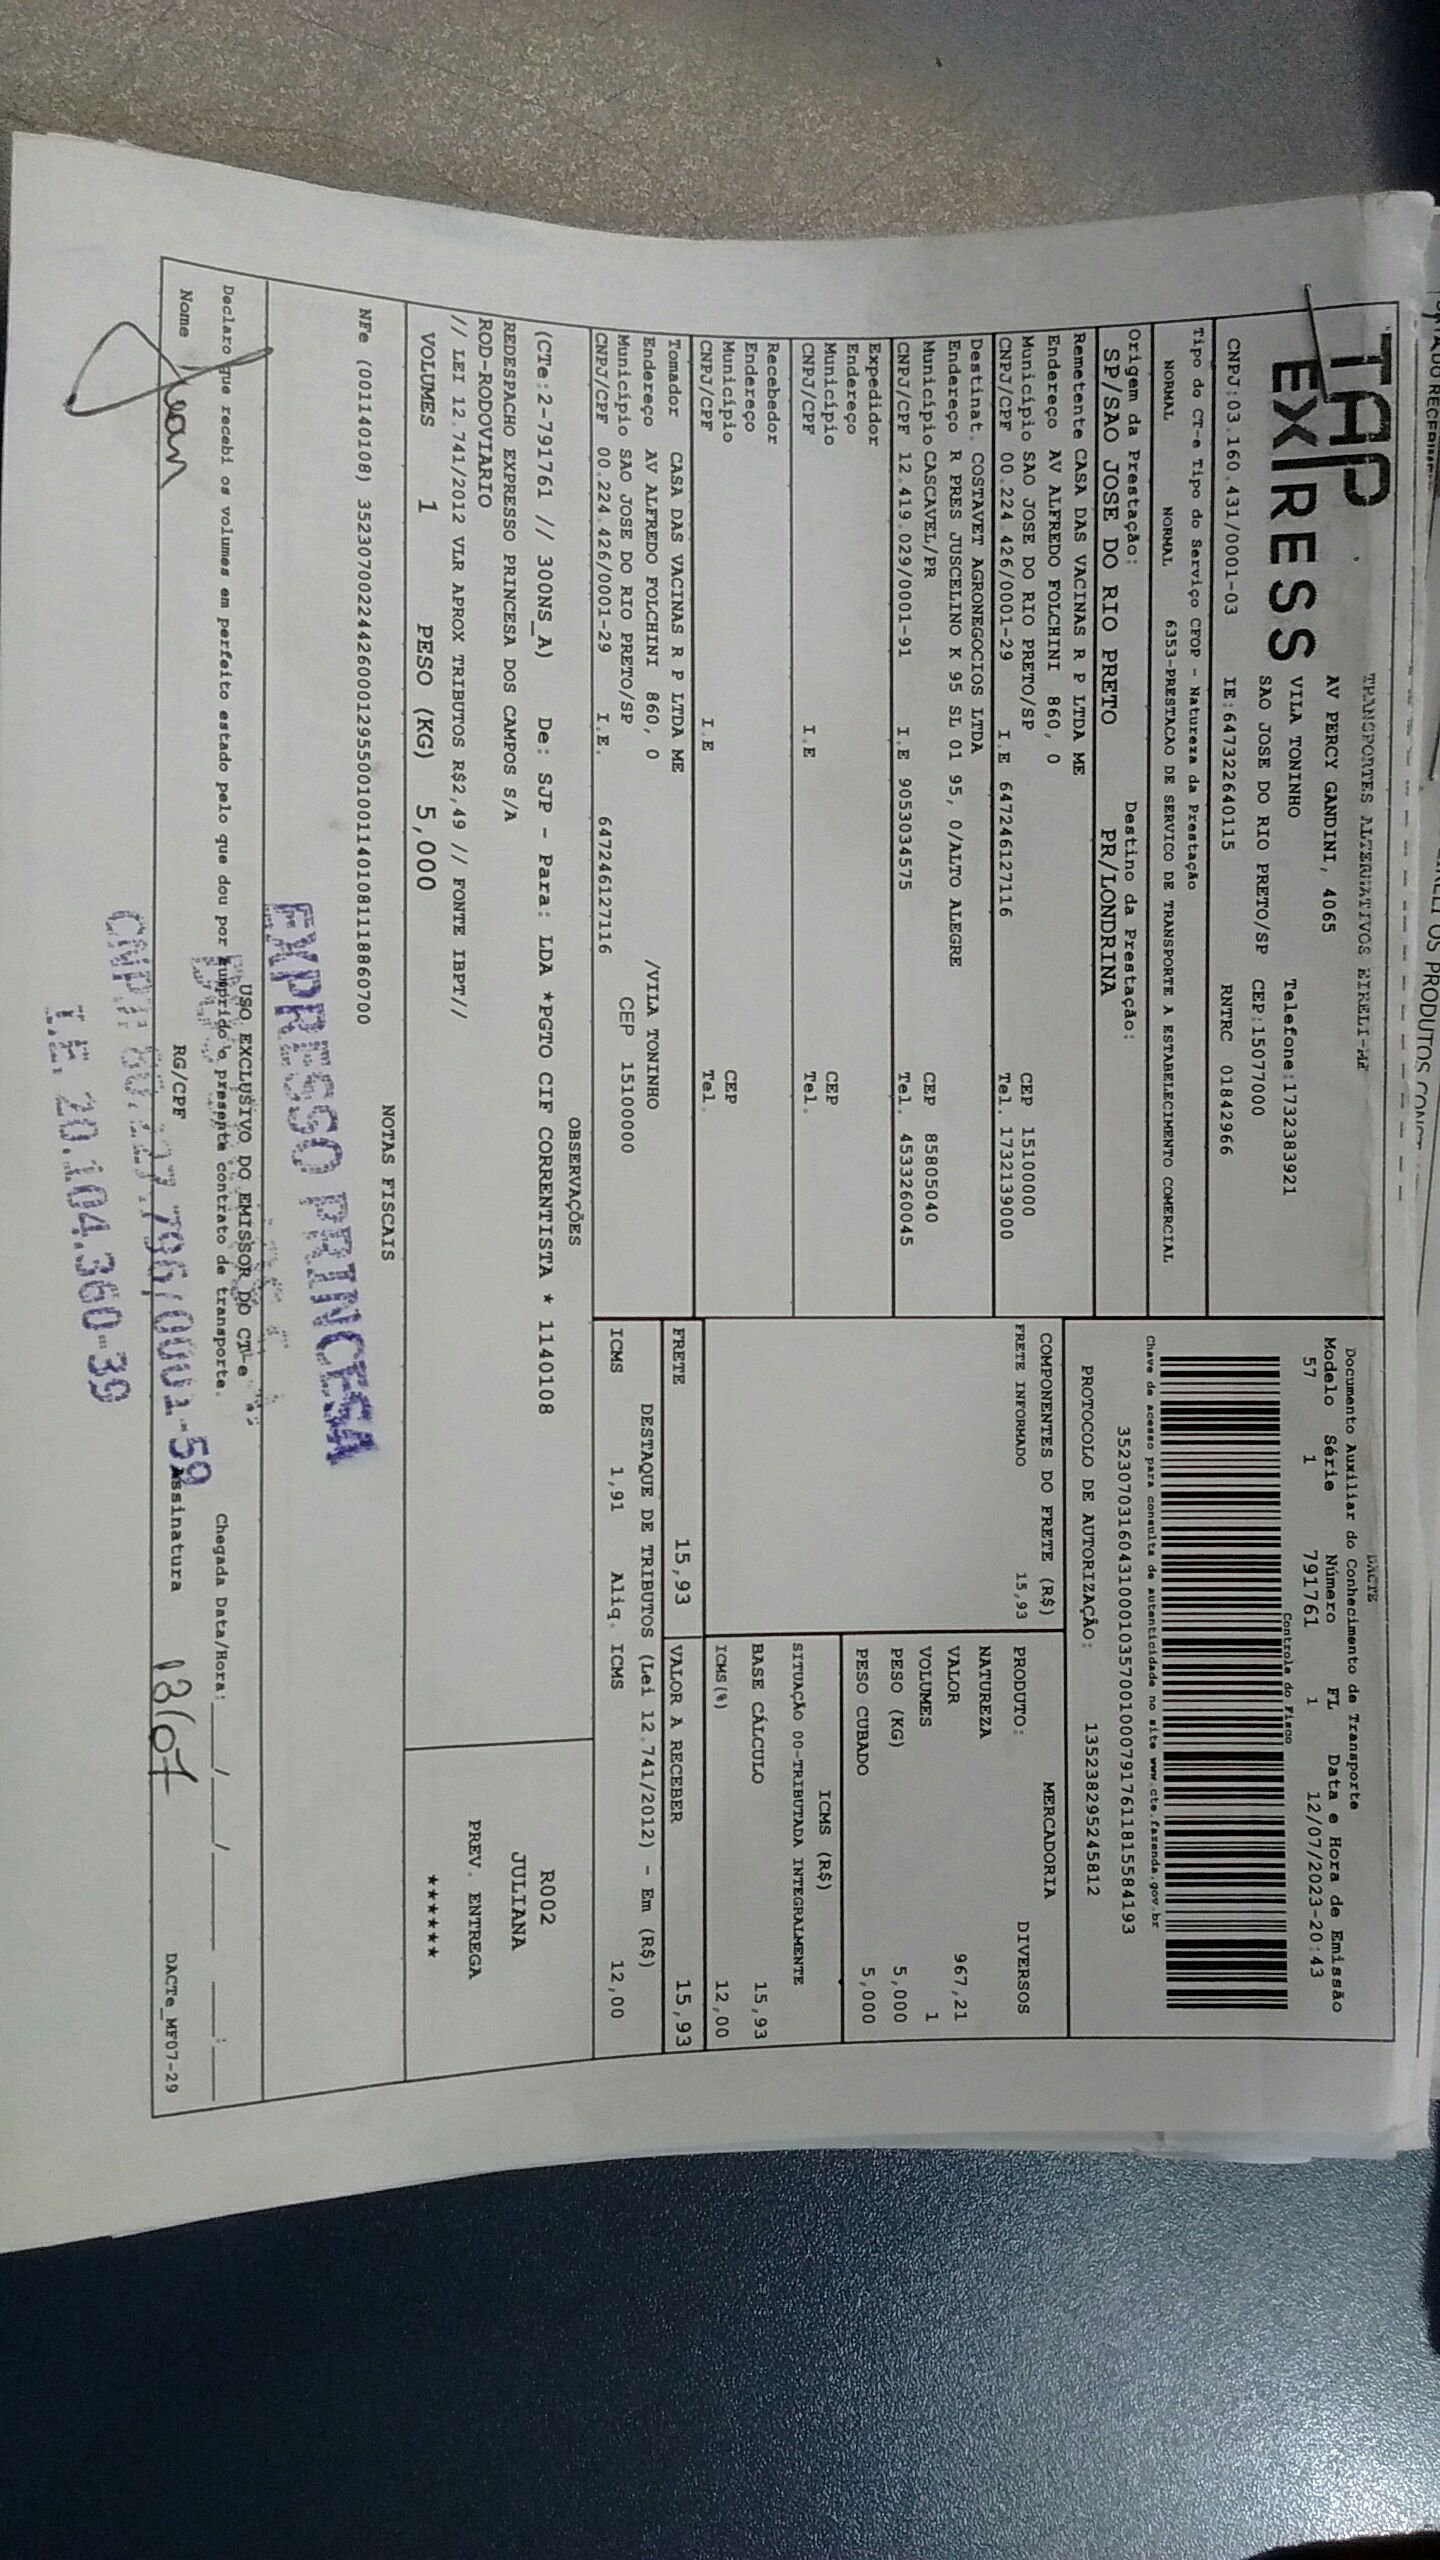 TAP
EXPRESS
TRANSPORTES ALTERNATIVOS EIRELI-ME
AV PERCY GANDINI, 4065
VILA TONINHO Telefone:1732383921
SAO JOSE DO RIO PRETO/SP CEP:15077000
CNPJ:03.160.431/0001-03 IE:647322640115 RNTRC 01842966
Tipo do CT-e Tipo do Serviço CFOP - Natureza da Prestação
NORMAL NORMAL 6353-PRESTACAO DE SERVICO DE TRANSPORTE A ESTABELECIMENTO COMERCIAL
Origem da Prestação: Destino da Prestação:
SP/SAO JOSE DO RIO PRETO PR/LONDRINA
DACTE
Documento Auxiliar do Conhecimento de Transporte
Modelo Série Número FL Data e Hora de Emissão
57 1 791761 1 12/07/2023-20:43
Controle do Fisco
Chave de acesso para consulta de autenticidade no site www.cte.fazenda.gov.br
35230703160431000103570010007917611815584193
PROTOCOLO DE AUTORIZAÇÃO: 135238295245812
Remetente CASA DAS VACINAS R P LTDA ME
Endereço AV ALFREDO FOLCHINI 860, 0
Município SAO JOSE DO RIO PRETO/SP CEP 15100000
CNPJ/CPF 00.224.426/0001-29 I.E 647246127116 Tel. 1732139000
Destinat. COSTAVET AGRONEGOCIOS LTDA
Endereço R PRES JUSCELINO K 95 SL 01 95, 0/ALTO ALEGRE
Município CASCAVEL/PR CEP 85805040
CNPJ/CPF 12.419.029/0001-91 I.E 9053034575 Tel. 4533260045
Expedidor
Endereço
Município CEP
CNPJ/CPF I.E Tel.
Recebedor
Endereço
Município CEP
CNPJ/CPF I.E Tel.
Tomador CASA DAS VACINAS R P LTDA ME
Endereço AV ALFREDO FOLCHINI 860, 0 /VILA TONINHO
Município SAO JOSE DO RIO PRETO/SP CEP 15100000
CNPJ/CPF 00.224.426/0001-29 I.E. 647246127116
COMPONENTES DO FRETE (R$)
FRETE INFORMADO 15,93
MERCADORIA
PRODUTO: DIVERSOS
NATUREZA
VALOR 967,21
VOLUMES 1
PESO (KG) 5,000
PESO CUBADO 5,000
ICMS (R$)
SITUAÇÃO 00-TRIBUTADA INTEGRALMENTE
BASE CÁLCULO 15,93
ICMS(%) 12,00
FRETE 15,93 VALOR A RECEBER 15,93
DESTAQUE DE TRIBUTOS (Lei 12.741/2012) - Em (R$)
ICMS 1,91 Aliq. ICMS 12,00
OBSERVAÇÕES
(CTe:2-791761 // 300NS_A) De: SJP - Para: LDA *PGTO CIF CORRENTISTA * 1140108
REDESPACHO EXPRESSO PRINCESA DOS CAMPOS S/A
ROD-RODOVIARIO
// LEI 12.741/2012 VLR APROX TRIBUTOS R$2,49 // FONTE IBPT//
R002
JULIANA
PREV. ENTREGA
*******
VOLUMES 1 PESO (KG) 5,000
NOTAS FISCAIS
NFe (001140108) 35230700224426000129550010011401081118860700
EXPRESSO PRINCESA
USO EXCLUSIVO DO EMISSOR DO CT-e
Declaro que recebi os volumes em perfeito estado pelo que dou por cumprido o presente contrato de transporte. Chegada Data/Hora: ___/___/______ ___:___
Nome Jean RG/CPF Assinatura 13/07 DACTe_MF07-29
I.E. 20.104.360-39